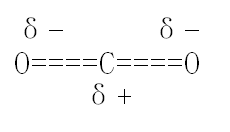 δ − δ −
O====C====O
δ +